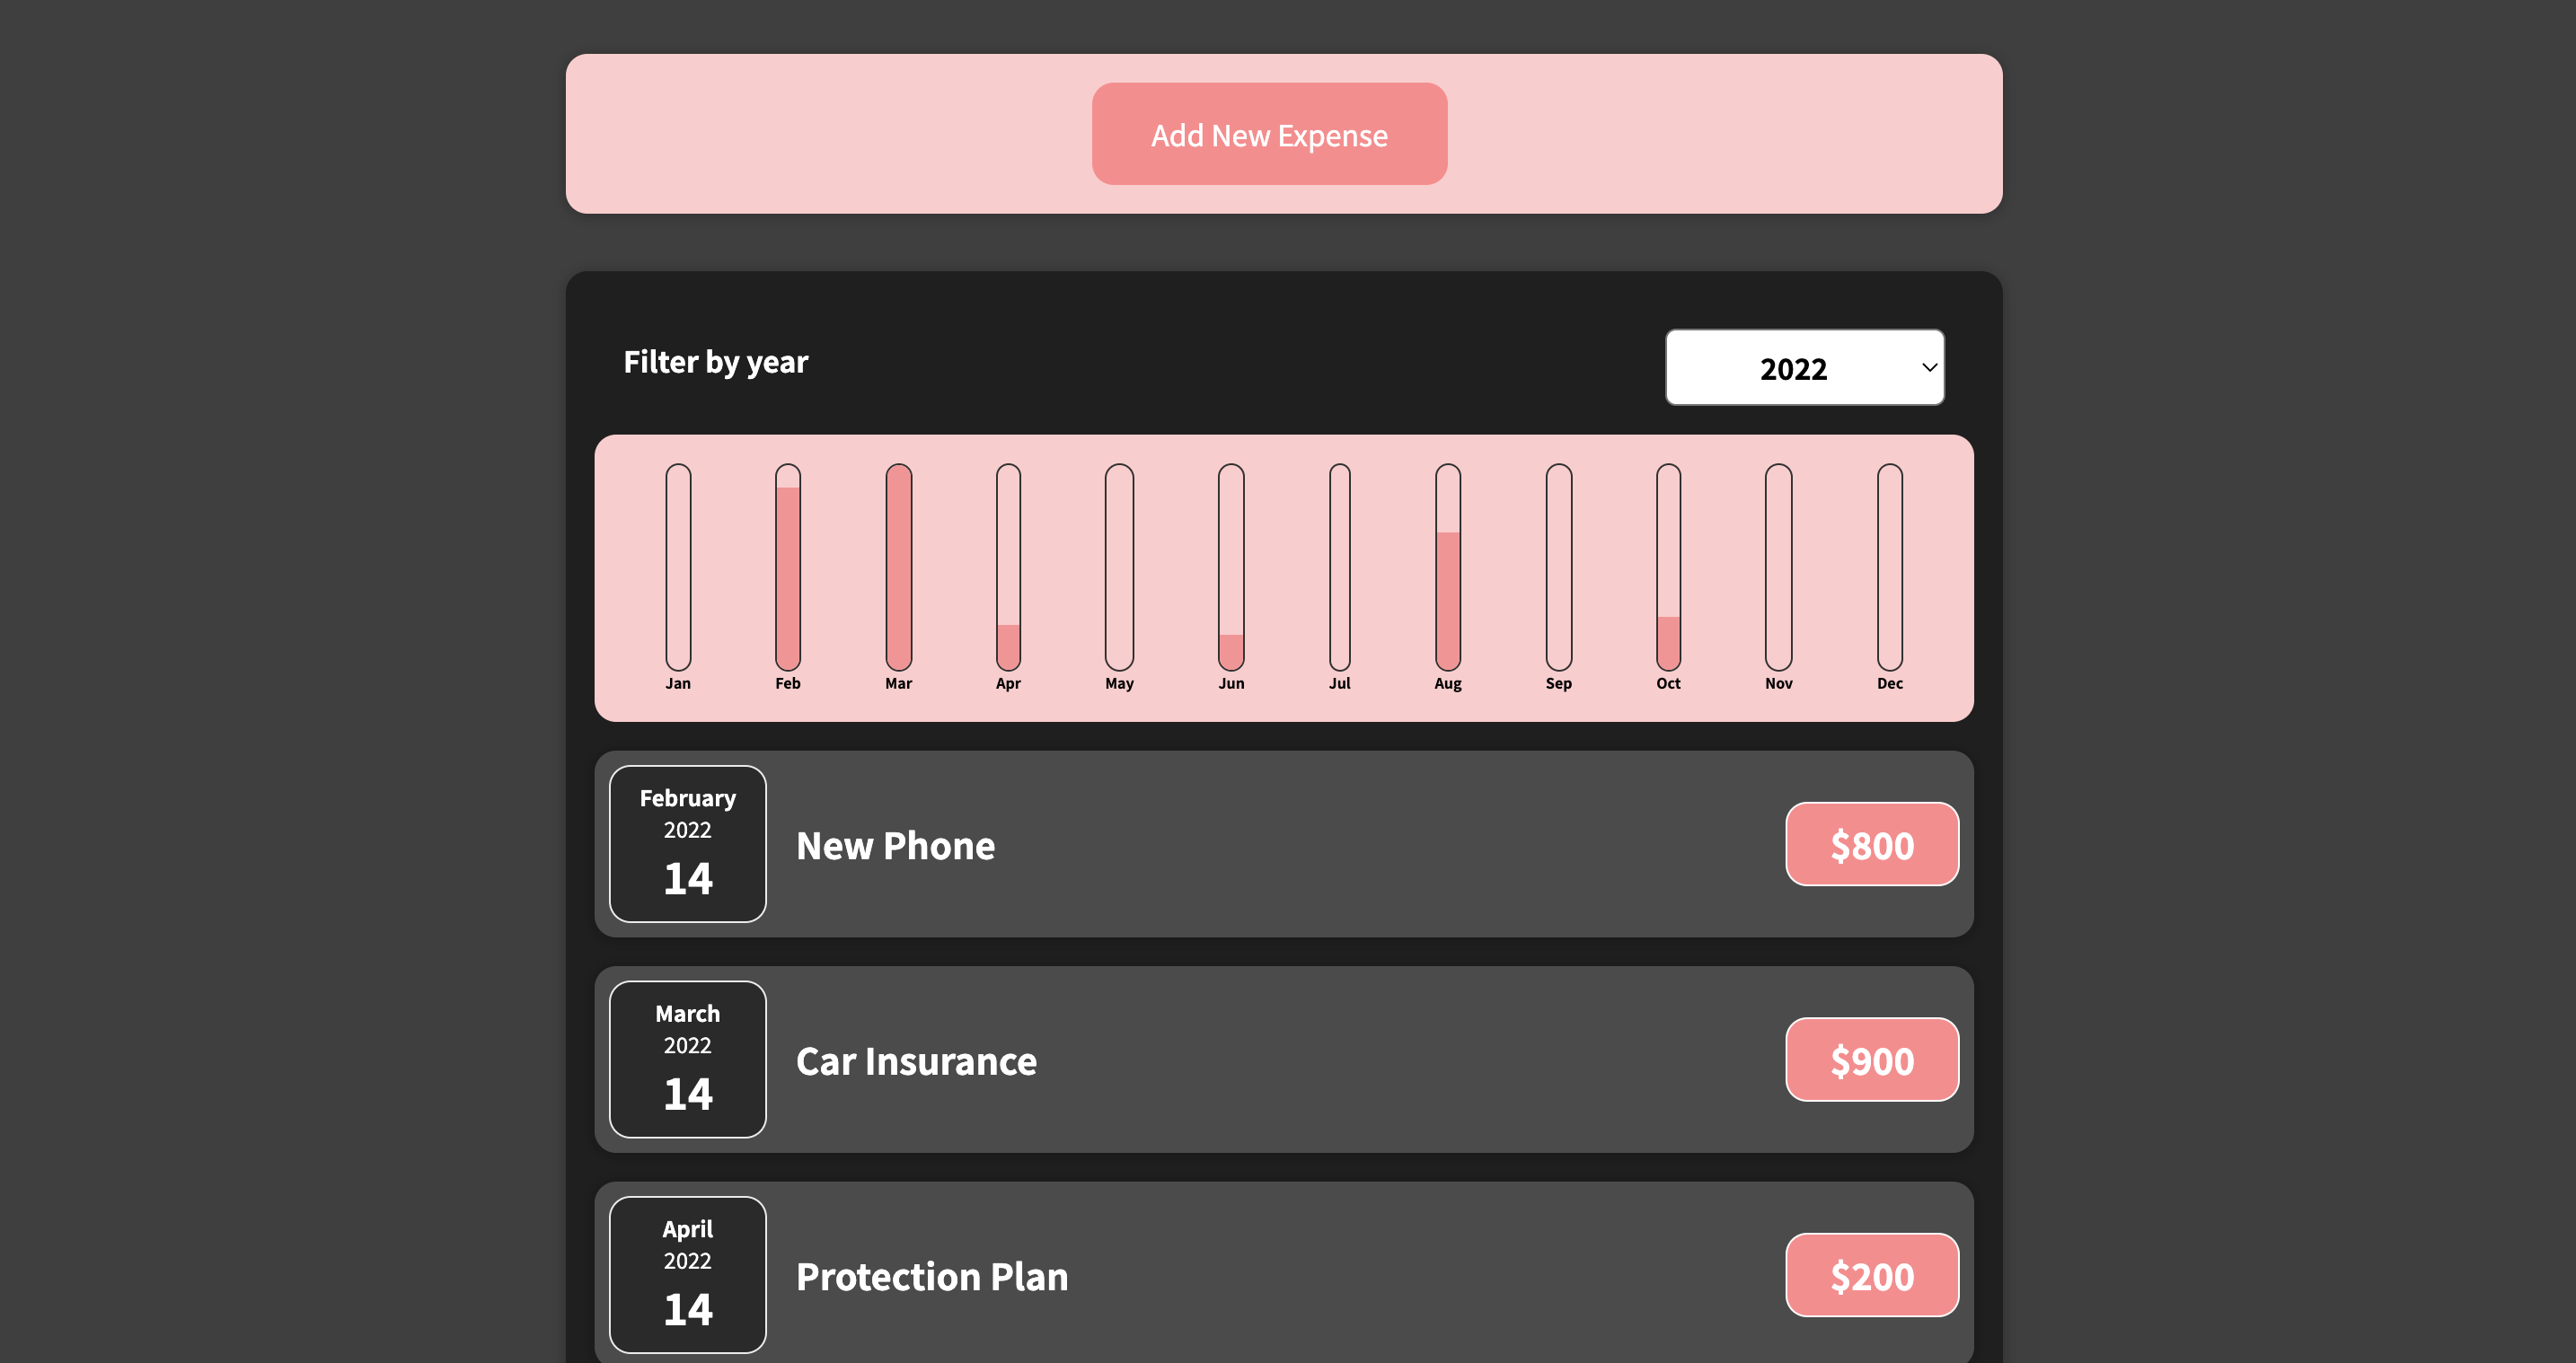 Add New Expense
Filter by year
2022
Jan Feb Mar Apr May Jun Jul Aug Sep Oct Nov Dec
February
2022
14
New Phone
$800
March
2022
14
Car Insurance
$900
April
2022
14
Protection Plan
$200